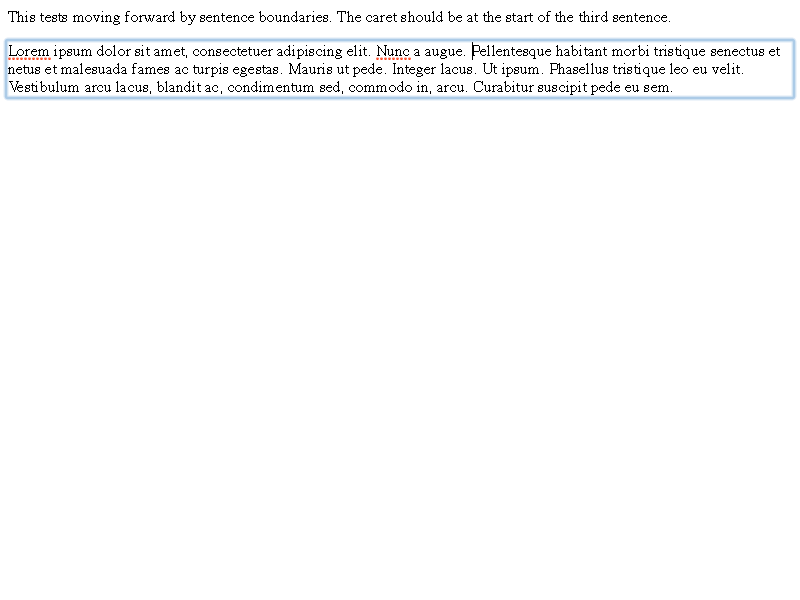 This tests moving forward by sentence boundaries. The caret should be at the start of the third sentence.
Lorem ipsum dolor sit amet, consectetuer adipiscing elit. Nunc a augue. Pellentesque habitant morbi tristique senectus et
netus et malesuada fames ac turpis egestas. Mauris ut pede. Integer lacus. Ut ipsum. Phasellus tristique leo eu velit.
Vestibulum arcu lacus, blandit ac, condimentum sed, commodo in, arcu. Curabitur suscipit pede eu sem.